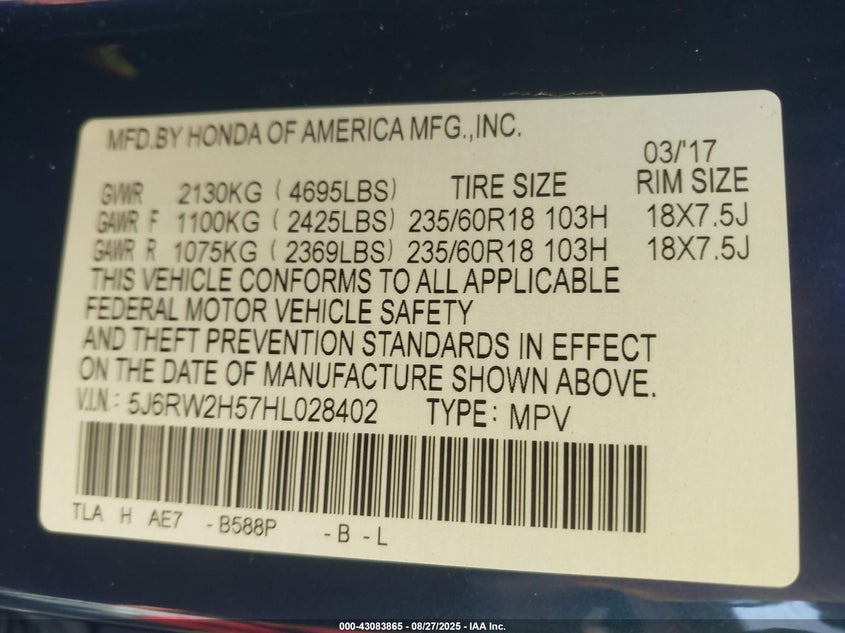 MFD.BY HONDA OF AMERICA MFG.,INC.
03/'17
GVWR 2130KG ( 4695LBS) TIRE SIZE RIM SIZE
GAWR F 1100KG ( 2425LBS) 235/60R18 103H 18X7.5J
GAWR R 1075KG ( 2369LBS) 235/60R18 103H 18X7.5J
THIS VEHICLE CONFORMS TO ALL APPLICABLE
FEDERAL MOTOR VEHICLE SAFETY
AND THEFT PREVENTION STANDARDS IN EFFECT
ON THE DATE OF MANUFACTURE SHOWN ABOVE.
V.I.N.: 5J6RW2H57HL028402 TYPE: MPV
TLA H AE7 -B588P -B -L
000-43083865 - 08/27/2025 - IAA Inc.